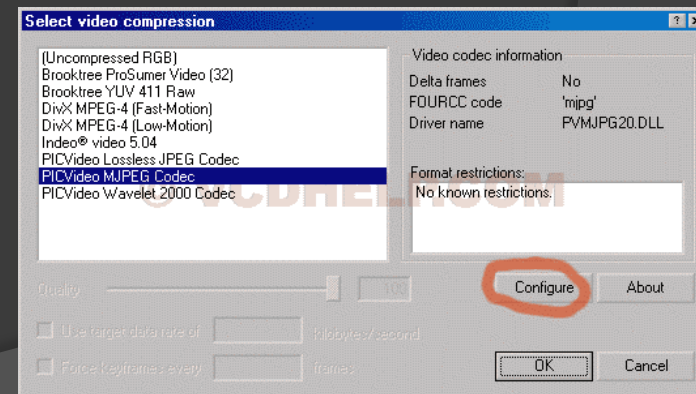 Select video compression
(Uncompressed RGB)
Brooktree ProSumer Video (32)
Brooktree YUV 411 Raw
DivX MPEG-4 (Fast-Motion)
DivX MPEG-4 (Low-Motion)
Indeo® video 5.04
PICVideo Lossless JPEG Codec
PICVideo MJPEG Codec
PICVideo Wavelet 2000 Codec
Video codec information
Delta frames No
FOURCC code 'mjpg'
Driver name PVMJPG20.DLL
Format restrictions:
No known restrictions.
© VCDHELP.COM
Quality 100
Configure About
Use target data rate of kilobytes/second
Force keyframes every frames
OK Cancel